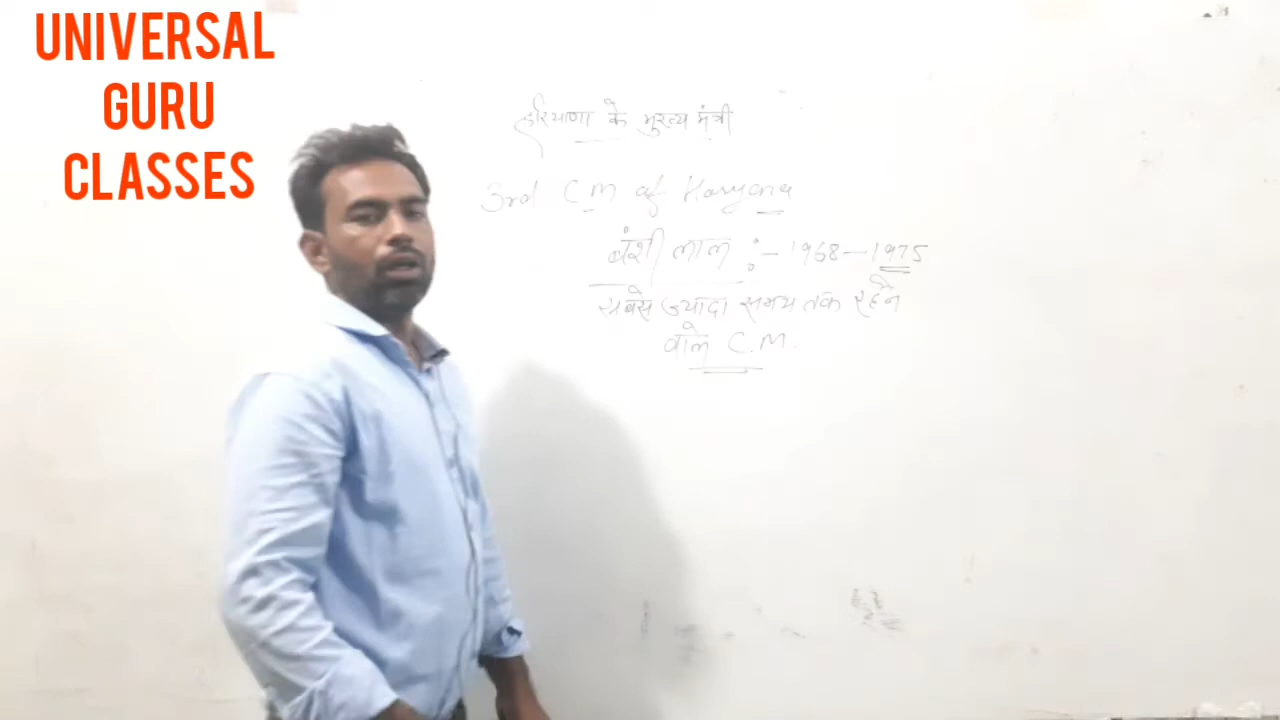 UNIVERSAL
GURU
CLASSES
हरियाणा के मुख्य मंत्री
3rd C M of Haryana
बंशी लाल :- 1968-1975
सबसे ज्यादा समय तक रहने
वाले C.M.